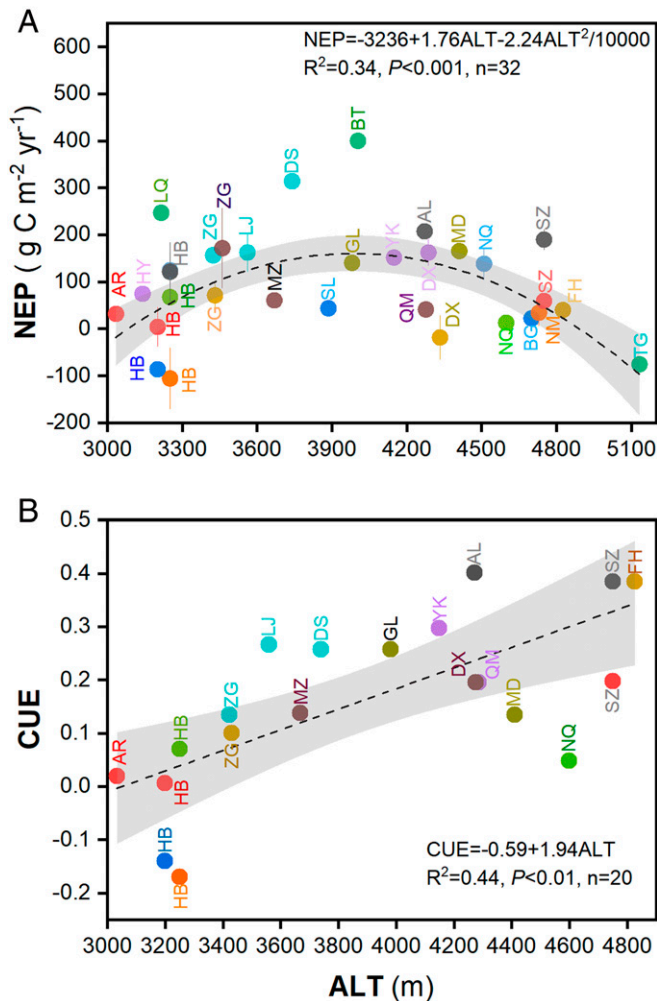 A
NEP=-3236+1.76ALT-2.24ALT²/10000
R²=0.34, P<0.001, n=32
NEP ( g C m⁻² yr⁻¹)
600
500
400
300
200
100
0
-100
-200
AR
HY
LQ
HB
HB
HB
HB
HB
ZG
ZG
ZG
LJ
MZ
DS
SL
GL
BT
YK
AL
DX
QM
DX
MD
NQ
NQ
BG
SZ
SZ
NM
FH
TG
3000 3300 3600 3900 4200 4500 4800 5100
B
CUE
0.5
0.4
0.3
0.2
0.1
0.0
-0.1
-0.2
AR
HB
HB
HB
HB
ZG
ZG
LJ
MZ
DS
GL
YK
AL
DX
QM
MD
NQ
SZ
SZ
FH
CUE=-0.59+1.94ALT
R²=0.44, P<0.01, n=20
3000 3200 3400 3600 3800 4000 4200 4400 4600 4800
ALT (m)